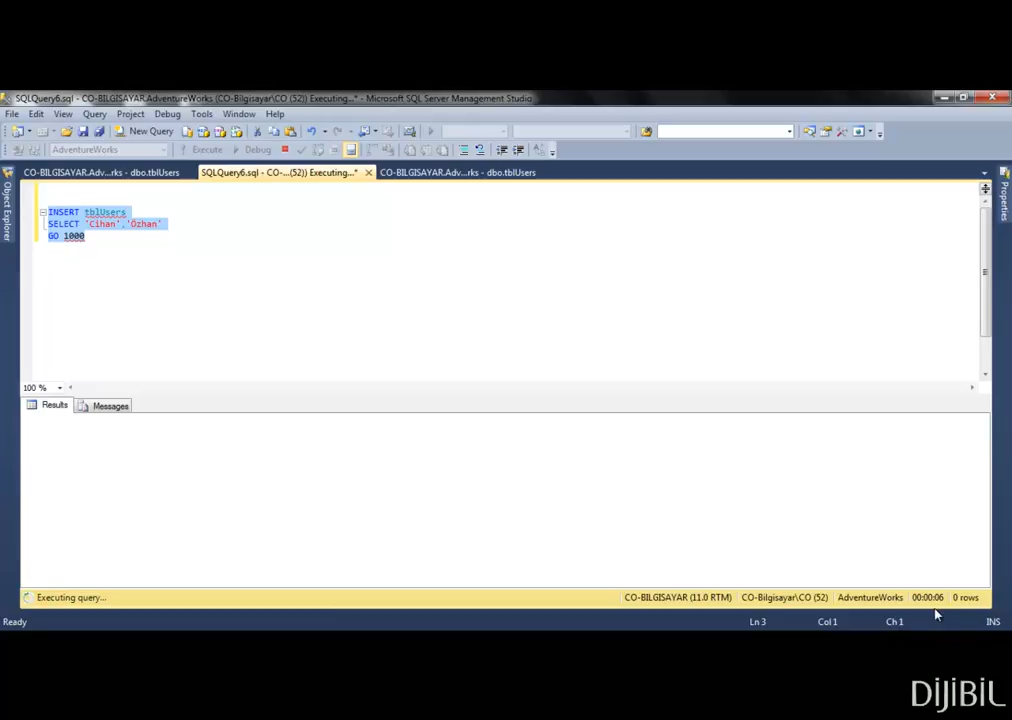 SQLQuery6.sql - CO-BILGISAYAR.AdventureWorks (CO-Bilgisayar\CO (52)) Executing...* - Microsoft SQL Server Management Studio
File Edit View Query Project Debug Tools Window Help
New Query
AdventureWorks Execute Debug
CO-BILGISAYAR.Adv...rks - dbo.tblUsers SQLQuery6.sql - CO-...(52)) Executing...* CO-BILGISAYAR.Adv...rks - dbo.tblUsers
Object Explorer
Properties
INSERT tblUsers
SELECT 'Cihan','Özhan'
GO 1000
100 %
Results Messages
Executing query... CO-BILGISAYAR (11.0 RTM) CO-Bilgisayar\CO (52) AdventureWorks 00:00:06 0 rows
Ready Ln 3 Col 1 Ch 1 INS
DIJIBIL